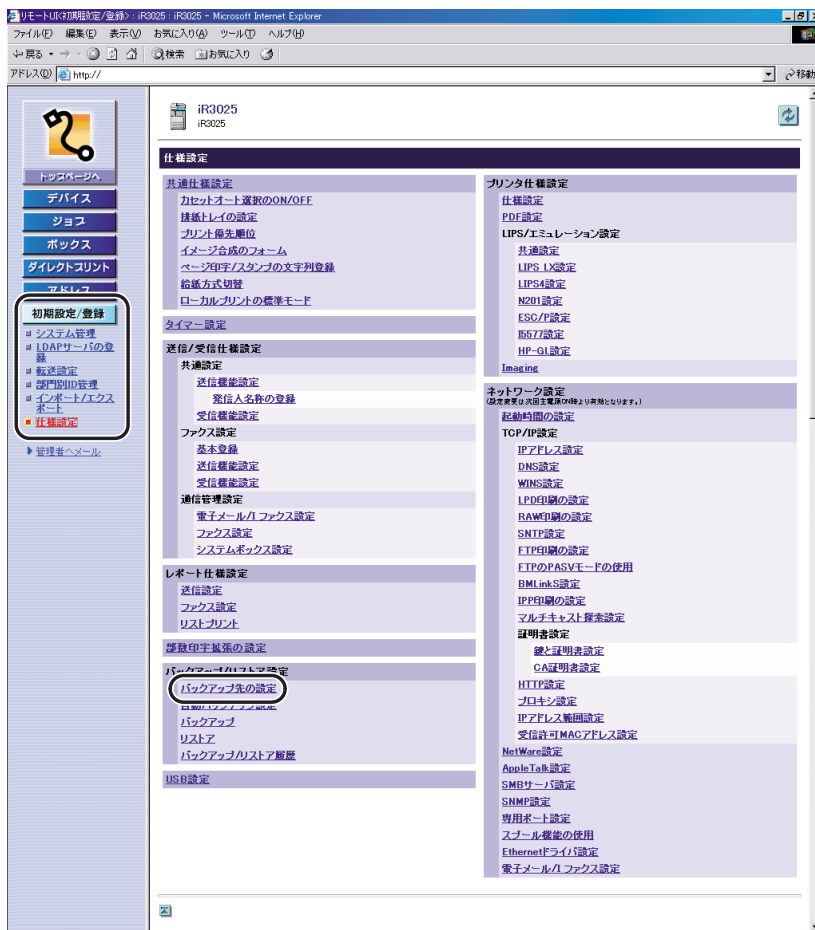 リモートUI<初期設定/登録> : iR3025 : iR3025 - Microsoft Internet Explorer
ファイル(F) 編集(E) 表示(V) お気に入り(A) ツール(T) ヘルプ(H)
戻る
検索 お気に入り
アドレス(D) http:// 移動
iR3025
iR3025
トップページへ
デバイス
ジョブ
ボックス
ダイレクトプリント
アドレス
初期設定/登録
システム管理
LDAPサーバの登録
転送設定
部門別ID管理
インポート/エクスポート
仕様設定
管理者へメール
仕様設定
共通仕様設定
カセットオート選択のON/OFF
排紙トレイの設定
プリント優先順位
イメージ合成のフォーム
ページ印字/スタンプの文字列登録
給紙方式切替
ローカルプリントの標準モード
タイマー設定
送信/受信仕様設定
共通設定
送信機能設定
発信人名称の登録
受信機能設定
ファクス設定
基本登録
送信機能設定
受信機能設定
通信管理設定
電子メール/I ファクス設定
ファクス設定
システムボックス設定
レポート仕様設定
送信設定
ファクス設定
リストプリント
部数印字拡張の設定
バックアップ/リストア設定
バックアップ先の設定
自動バックアップ設定
バックアップ
リストア
バックアップ/リストア履歴
USB設定
プリンタ仕様設定
仕様設定
PDF設定
LIPS/エミュレーション設定
共通設定
LIPS LX設定
LIPS4設定
N201設定
ESC/P設定
I5577設定
HP-GL設定
Imaging
ネットワーク設定
(設定変更は次回主電源ON時より有効となります。)
起動時間の設定
TCP/IP設定
IPアドレス設定
DNS設定
WINS設定
LPD印刷の設定
RAW印刷の設定
SNTP設定
FTP印刷の設定
FTPのPASVモードの使用
BMLinkS設定
IPP印刷の設定
マルチキャスト探索設定
証明書設定
鍵と証明書設定
CA証明書設定
HTTP設定
プロキシ設定
IPアドレス範囲設定
受信許可MACアドレス設定
NetWare設定
AppleTalk設定
SMBサーバ設定
SNMP設定
専用ポート設定
スプール機能の使用
Ethernetドライバ設定
電子メール/I ファクス設定